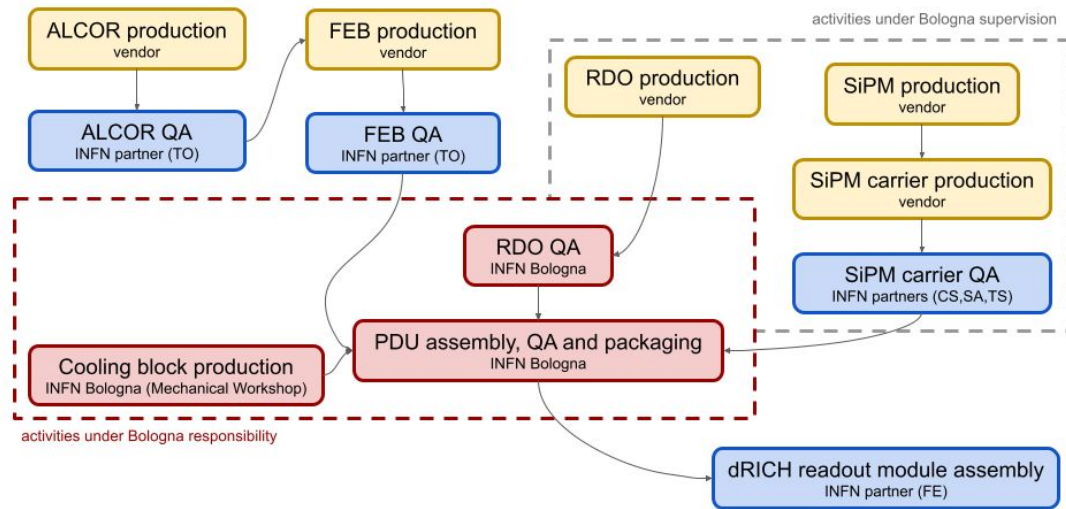 activities under Bologna supervision
ALCOR production
vendor
FEB production
vendor
RDO production
vendor
SiPM production
vendor
ALCOR QA
INFN partner (TO)
FEB QA
INFN partner (TO)
SiPM carrier production
vendor
RDO QA
INFN Bologna
SiPM carrier QA
INFN partners (CS,SA,TS)
PDU assembly, QA and packaging
INFN Bologna
Cooling block production
INFN Bologna (Mechanical Workshop)
activities under Bologna responsibility
dRICH readout module assembly
INFN partner (FE)